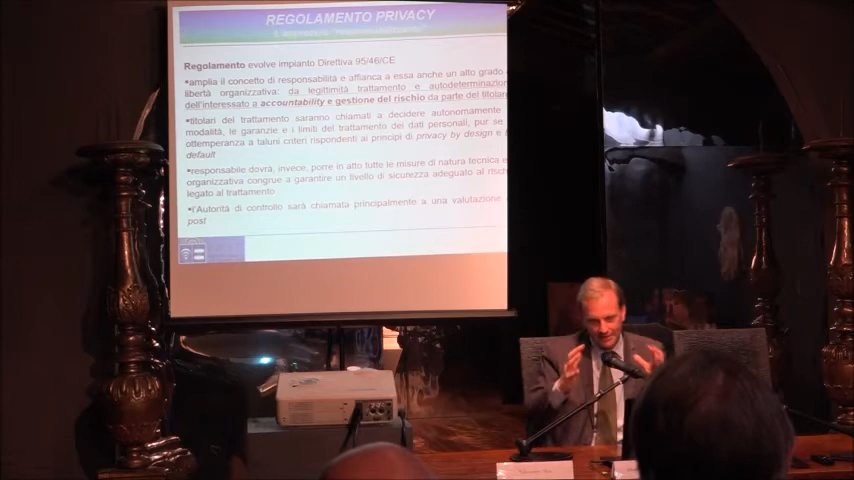 REGOLAMENTO PRIVACY
Regolamento evolve impianto Direttiva 95/46/CE
▪amplia il concetto di responsabilità e affianca a essa anche un alto grado
libertà organizzativa: da legittimità trattamento e autodeterminazion
dell'interessato a accountability e gestione del rischio da parte del titolar
▪titolari del trattamento saranno chiamati a decidere autonomamente
modalità, le garanzie e i limiti del trattamento dei dati personali, pur se
ottemperanza a taluni criteri rispondenti ai principi di privacy by design e
default
▪responsabile dovrà, invece, porre in atto tutte le misure di natura tecnica e
organizzativa congrue a garantire un livello di sicurezza adeguato al risch
legato al trattamento
▪l'Autorità di controllo sarà chiamata principalmente a una valutazione
post